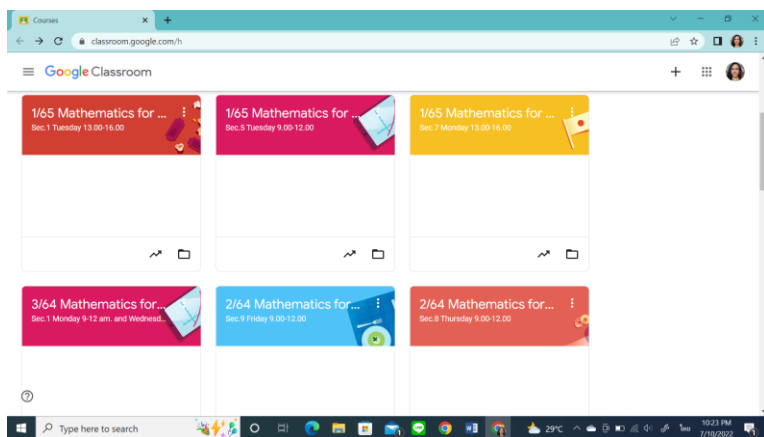 Courses
classroom.google.com/h
Google Classroom
1/65 Mathematics for ...
Sec.1 Tuesday 13.00-16.00
1/65 Mathematics for ...
Sec.5 Tuesday 9.00-12.00
1/65 Mathematics for ...
Sec.7 Monday 13.00-16.00
3/64 Mathematics for...
Sec.1 Monday 9-12 am. and Wednesd...
2/64 Mathematics for...
Sec.9 Friday 9.00-12.00
2/64 Mathematics for...
Sec.8 Thursday 9.00-12.00
Type here to search
29°C
ไทย
10:23 PM
7/10/2022